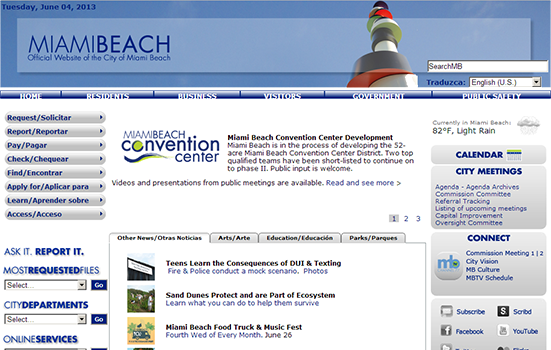 Tuesday, June 04, 2013
MIAMIBEACH
Official Website of the City of Miami Beach
SearchMB
Traduzca: English (U.S.)
HOME RESIDENTS BUSINESS VISITORS GOVERNMENT PUBLIC SAFETY
Request/Solicitar
Report/Reportar
Pay/Pagar
Check/Chequear
Find/Encontrar
Apply for/Aplicar para
Learn/Aprender sobre
Access/Acceso
ASK IT. REPORT IT.
MOSTREQUESTEDFILES
Select... Go
CITYDEPARTMENTS
Select... Go
ONLINESERVICES
MIAMIBEACH
convention
center
Miami Beach Convention Center Development
Miami Beach is in the process of developing the 52-
acre Miami Beach Convention Center District. Two top
qualified teams have been short-listed to continue on
to phase II. Public input is welcome.
Videos and presentations from public meetings are available. Read and see more >
1 2 3
Other News/Otras Noticias Arts/Arte Education/Educación Parks/Parques
Teens Learn the Consequences of DUI & Texting
Fire & Police conduct a mock scenario. Photos
Sand Dunes Protect and are Part of Ecosystem
Learn what you can do to help them survive
Miami Beach Food Truck & Music Fest
Fourth Wed of Every Month. June 26
Currently in Miami Beach:
82°F, Light Rain
CALENDAR
CITY MEETINGS
Agenda - Agenda Archives
Commission Committee
Referral Tracking
Listing of upcoming meetings
Capital Improvement
Oversight Committee
CONNECT
mb
Commission Meeting 1 | 2
City Vision
MB Culture
MBTV Schedule
Subscribe Scribd
Facebook YouTube